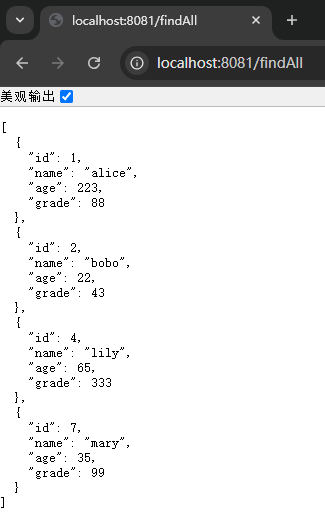 localhost:8081/findAll
localhost:8081/findAll
美观输出
[
  {
    "id": 1,
    "name": "alice",
    "age": 223,
    "grade": 88
  },
  {
    "id": 2,
    "name": "bobo",
    "age": 22,
    "grade": 43
  },
  {
    "id": 4,
    "name": "lily",
    "age": 65,
    "grade": 333
  },
  {
    "id": 7,
    "name": "mary",
    "age": 35,
    "grade": 99
  }
]